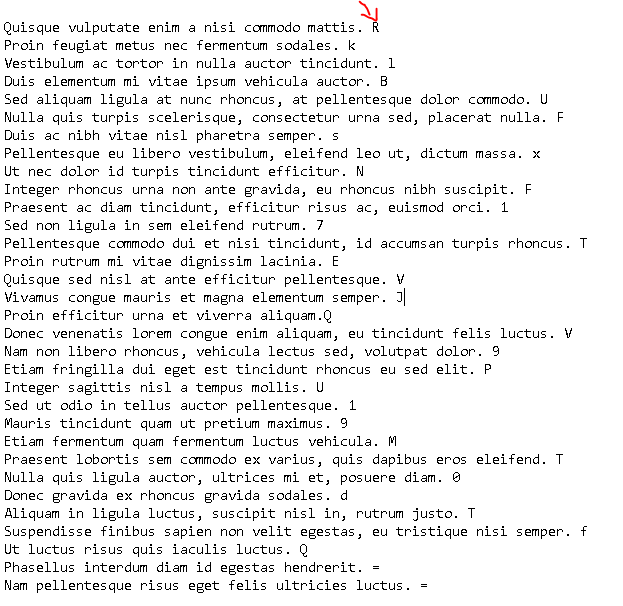 Quisque vulputate enim a nisi commodo mattis. R
Proin feugiat metus nec fermentum sodales. k
Vestibulum ac tortor in nulla auctor tincidunt. l
Duis elementum mi vitae ipsum vehicula auctor. B
Sed aliquam ligula at nunc rhoncus, at pellentesque dolor commodo. U
Nulla quis turpis scelerisque, consectetur urna sed, placerat nulla. F
Duis ac nibh vitae nisl pharetra semper. s
Pellentesque eu libero vestibulum, eleifend leo ut, dictum massa. x
Ut nec dolor id turpis tincidunt efficitur. N
Integer rhoncus urna non ante gravida, eu rhoncus nibh suscipit. F
Praesent ac diam tincidunt, efficitur risus ac, euismod orci. 1
Sed non ligula in sem eleifend rutrum. 7
Pellentesque commodo dui et nisi tincidunt, id accumsan turpis rhoncus. T
Proin rutrum mi vitae dignissim lacinia. E
Quisque sed nisl at ante efficitur pellentesque. V
Vivamus congue mauris et magna elementum semper. J
Proin efficitur urna et viverra aliquam.Q
Donec venenatis lorem congue enim aliquam, eu tincidunt felis luctus. V
Nam non libero rhoncus, vehicula lectus sed, volutpat dolor. 9
Etiam fringilla dui eget est tincidunt rhoncus eu sed elit. P
Integer sagittis nisl a tempus mollis. U
Sed ut odio in tellus auctor pellentesque. 1
Mauris tincidunt quam ut pretium maximus. 9
Etiam fermentum quam fermentum luctus vehicula. M
Praesent lobortis sem commodo ex varius, quis dapibus eros eleifend. T
Nulla quis ligula auctor, ultrices mi et, posuere diam. 0
Donec gravida ex rhoncus gravida sodales. d
Aliquam in ligula luctus, suscipit nisl in, rutrum justo. T
Suspendisse finibus sapien non velit egestas, eu tristique nisi semper. f
Ut luctus risus quis iaculis luctus. Q
Phasellus interdum diam id egestas hendrerit. =
Nam pellentesque risus eget felis ultricies luctus. =